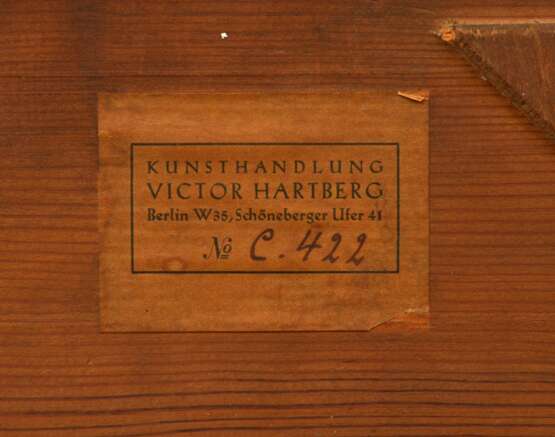 KUNSTHANDLUNG
VICTOR HARTBERG
Berlin W35, Schöneberger Ufer 41
No C. 422